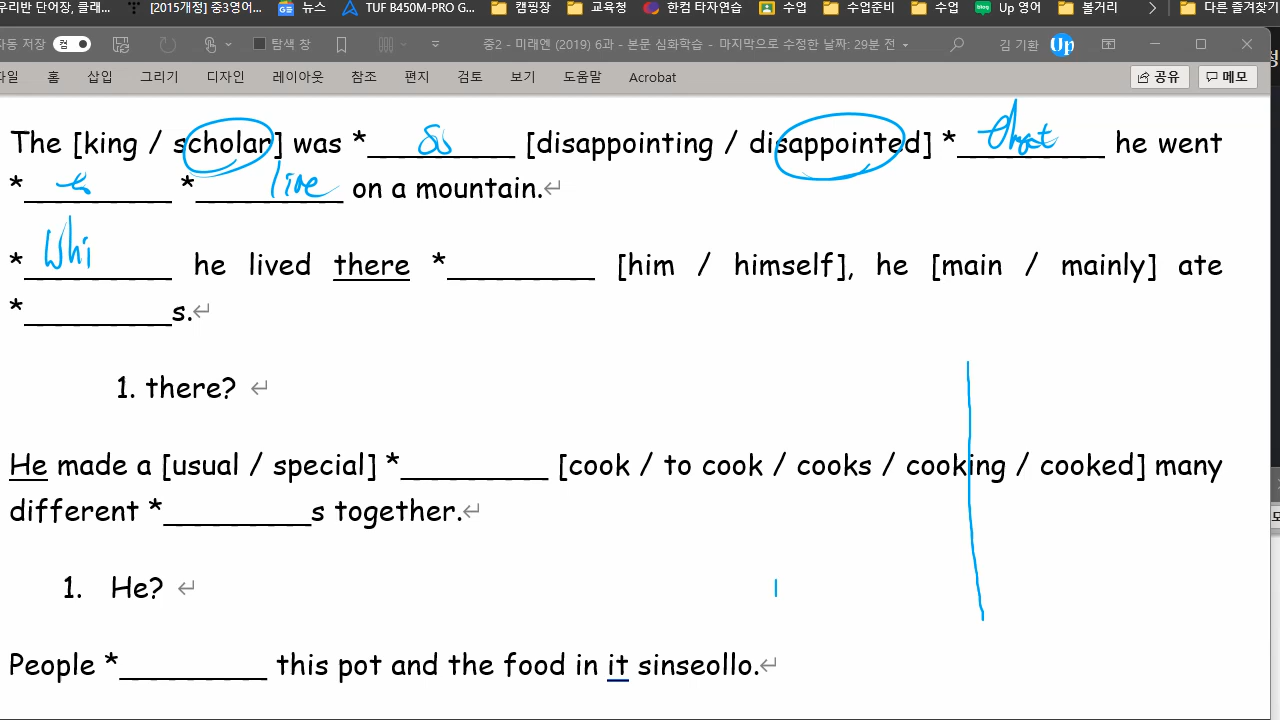 우리반 단어장, 클래... [2015개정] 중3영어... 뉴스 TUF B450M-PRO G... 캠핑장 교육청 한컴 타자연습 수업 수업준비 수업 Up 영어 볼거리 다른 즐겨찾기
자동 저장 컴 탐색 창 중2 - 미래엔 (2019) 6과 - 본문 심화학습 - 마지막으로 수정한 날짜: 29분 전 김 기환 Up
파일 홈 삽입 그리기 디자인 레이아웃 참조 편지 검토 보기 도움말 Acrobat 공유 메모
The [king / scholar] was * so [disappointing / disappointed] * that he went
* to * live on a mountain.
* Whi he lived there *_________ [him / himself], he [main / mainly] ate
*_________s.
1. there?
He made a [usual / special] *_________ [cook / to cook / cooks / cooking / cooked] many
different *_________s together.
1. He?
People *_________ this pot and the food in it sinseollo.